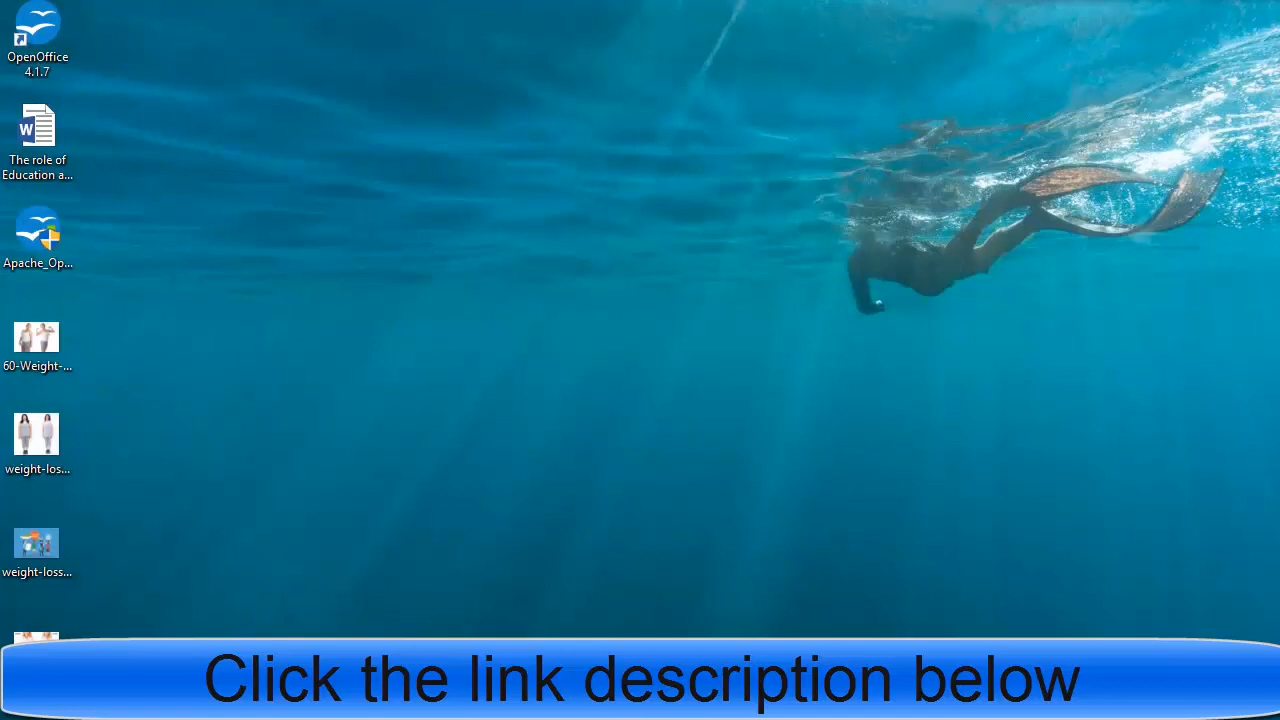 OpenOffice
4.1.7
The role of
Education a...
Apache_Op...
60-Weight-...
weight-los...
weight-loss...
Click the link description below